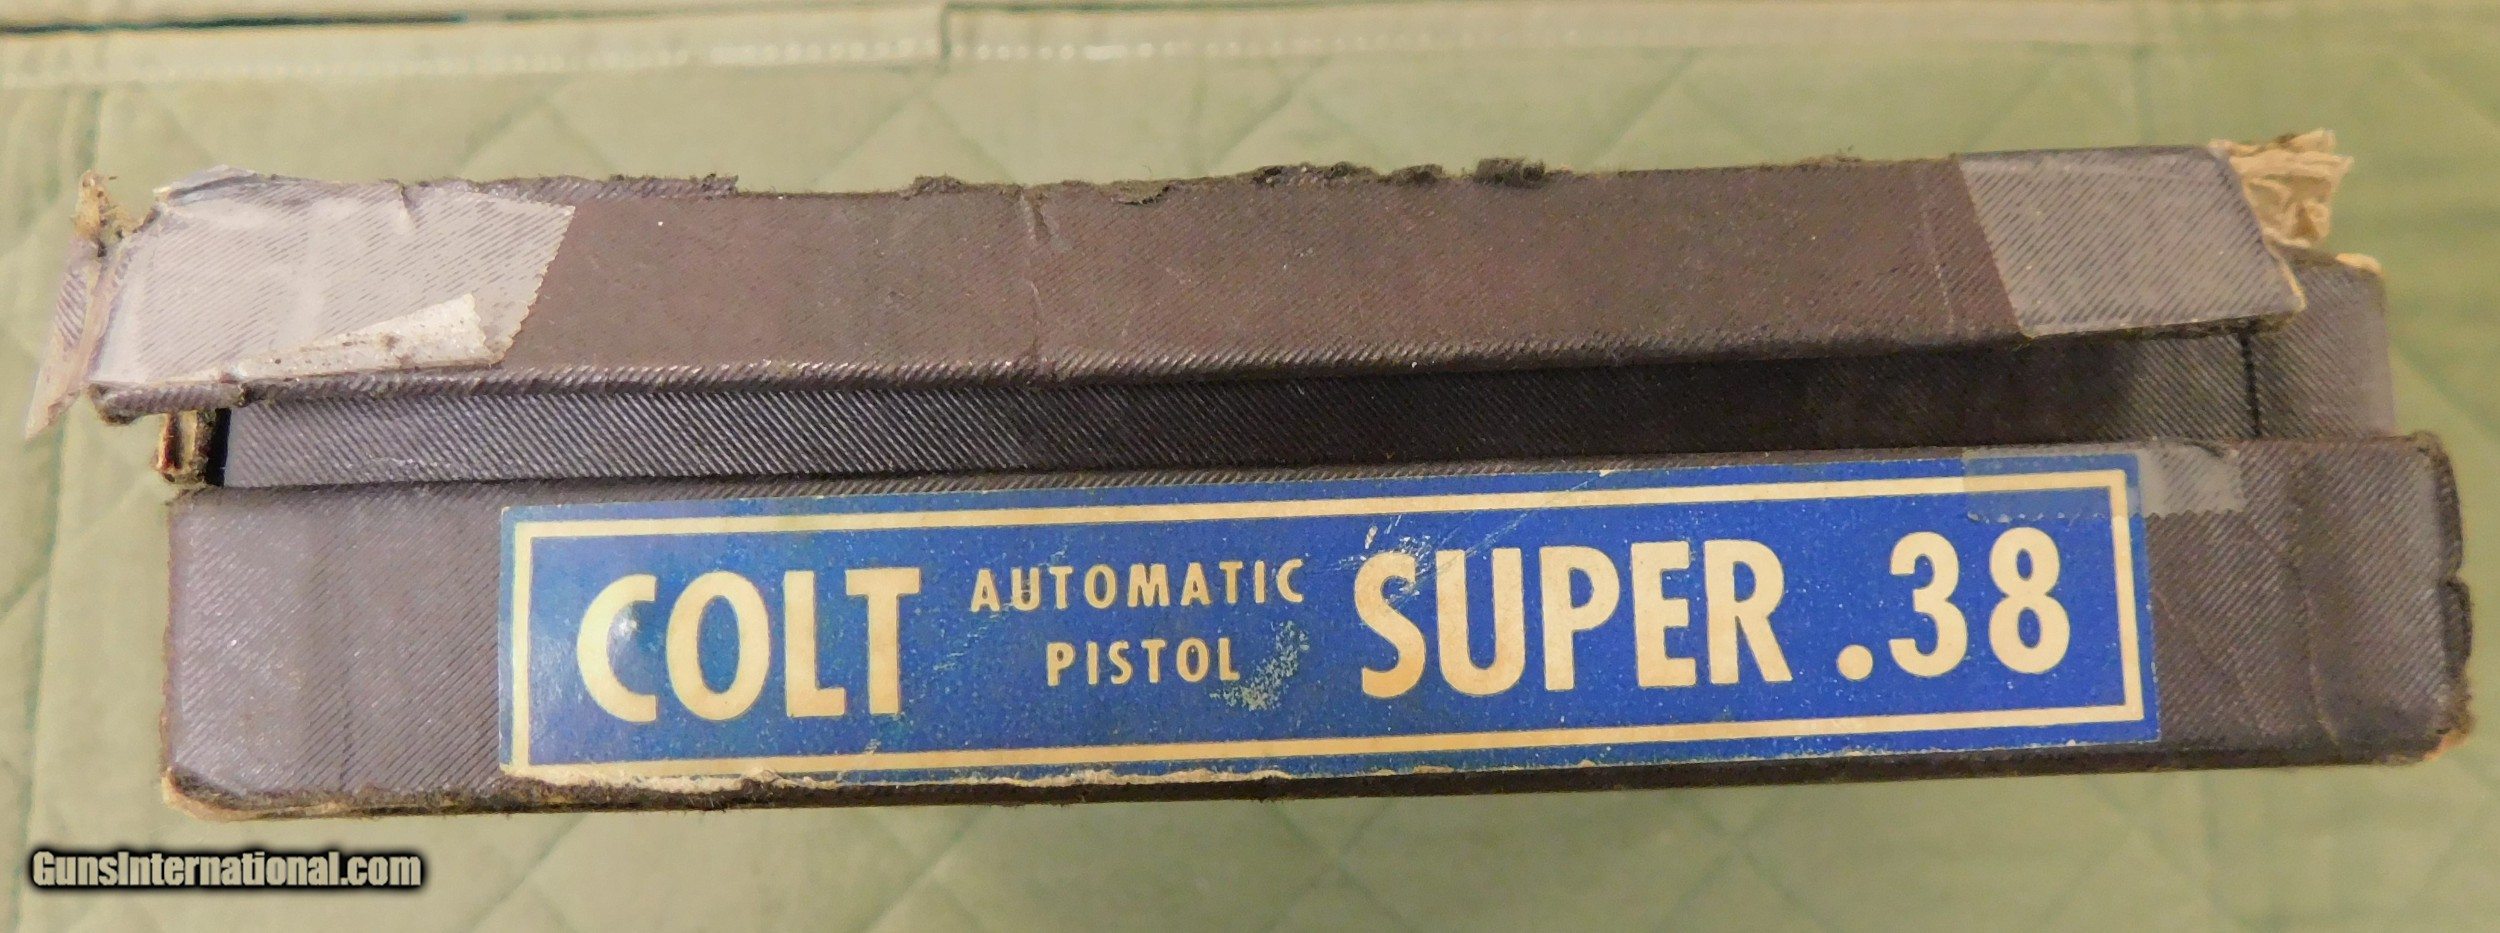 COLT AUTOMATIC PISTOL SUPER .38
GunsInternational.com